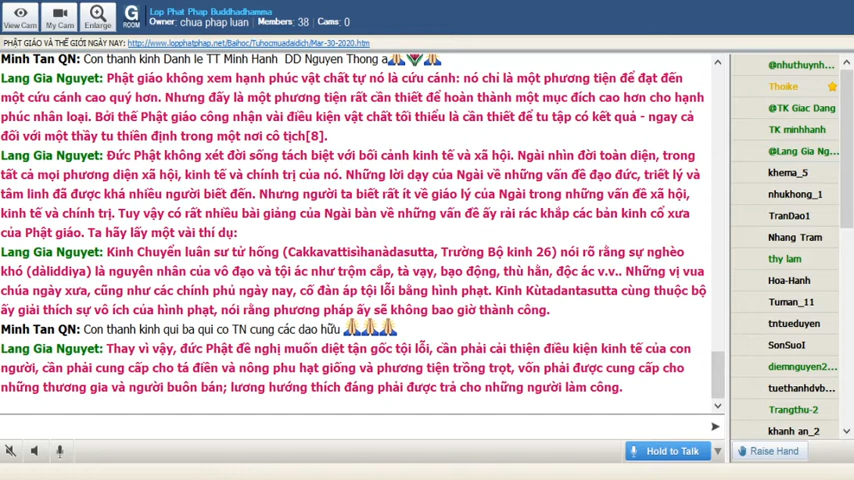 View Cam
My Cam
Enlarge
G
ROOM
Lop Phat Phap Buddhadhamma
Owner: chua phap luan Members: 38 Cams: 0
PHẬT GIÁO VÀ THẾ GIỚI NGÀY NAY: http://www.lopphatphap.net/Baihoc/Tuhocmuadaidich/Mar-30-2020.htm
Minh Tan QN: Con thanh kinh Danh le TT Minh Hanh DD Nguyen Thong a
Lang Gia Nguyet: Phật giáo không xem hạnh phúc vật chất tự nó là cứu cánh: nó chỉ là một phương tiện để đạt đến
một cứu cánh cao quý hơn. Nhưng đấy là một phương tiện rất cần thiết để hoàn thành một mục đích cao hơn cho hạnh
phúc nhân loại. Bởi thế Phật giáo công nhận vài điều kiện vật chất tối thiểu là cần thiết để tu tập có kết quả - ngay cả
đối với một thầy tu thiền định trong một nơi cô tịch[8].
Lang Gia Nguyet: Đức Phật không xét đời sống tách biệt với bối cảnh kinh tế và xã hội. Ngài nhìn đời toàn diện, trong
tất cả mọi phương diện xã hội, kinh tế và chính trị của nó. Những lời dạy của Ngài về những vấn đề đạo đức, triết lý và
tâm linh đã được khá nhiều người biết đến. Nhưng người ta biết rất ít về giáo lý của Ngài trong những vấn đề xã hội,
kinh tế và chính trị. Tuy vậy có rất nhiều bài giảng của Ngài bàn về những vấn đề ấy rải rác khắp các bản kinh cổ xưa
của Phật giáo. Ta hãy lấy một vài thí dụ:
Lang Gia Nguyet: Kinh Chuyển luân sư tử hống (Cakkavattisìhanàdasutta, Trường Bộ kinh 26) nói rõ rằng sự nghèo
khó (dàliddiya) là nguyên nhân của vô đạo và tội ác như trộm cắp, tà vạy, bạo động, thù hằn, độc ác v.v.. Những vị vua
chúa ngày xưa, cũng như các chính phủ ngày nay, cố đàn áp tội lỗi bằng hình phạt. Kinh Kùtadantasutta cùng thuộc bộ
ấy giải thích sự vô ích của hình phạt, nói rằng phương pháp ấy sẽ không bao giờ thành công.
Minh Tan QN: Con thanh kinh qui ba qui co TN cung các dao hữu
Lang Gia Nguyet: Thay vì vậy, đức Phật đề nghị muốn diệt tận gốc tội lỗi, cần phải cải thiện điều kiện kinh tế của con
người, cần phải cung cấp cho tá điền và nông phu hạt giống và phương tiện trồng trọt, vốn phải được cung cấp cho
những thương gia và người buôn bán; lương hướng thích đáng phải được trả cho những người làm công.
Hold to Talk
Raise Hand
@nhuthuynh...
Thoike
@TK Giac Dang
TK minhhanh
@Lang Gia Ng...
khema_5
nhukhong_1
TranDao1
Nhang Tram
thy lam
Hoa-Hanh
Tuman_11
tntueduyen
SonSuoI
diemnguyen2...
tuethanhdvb...
Trangthu-2
khanh an_2